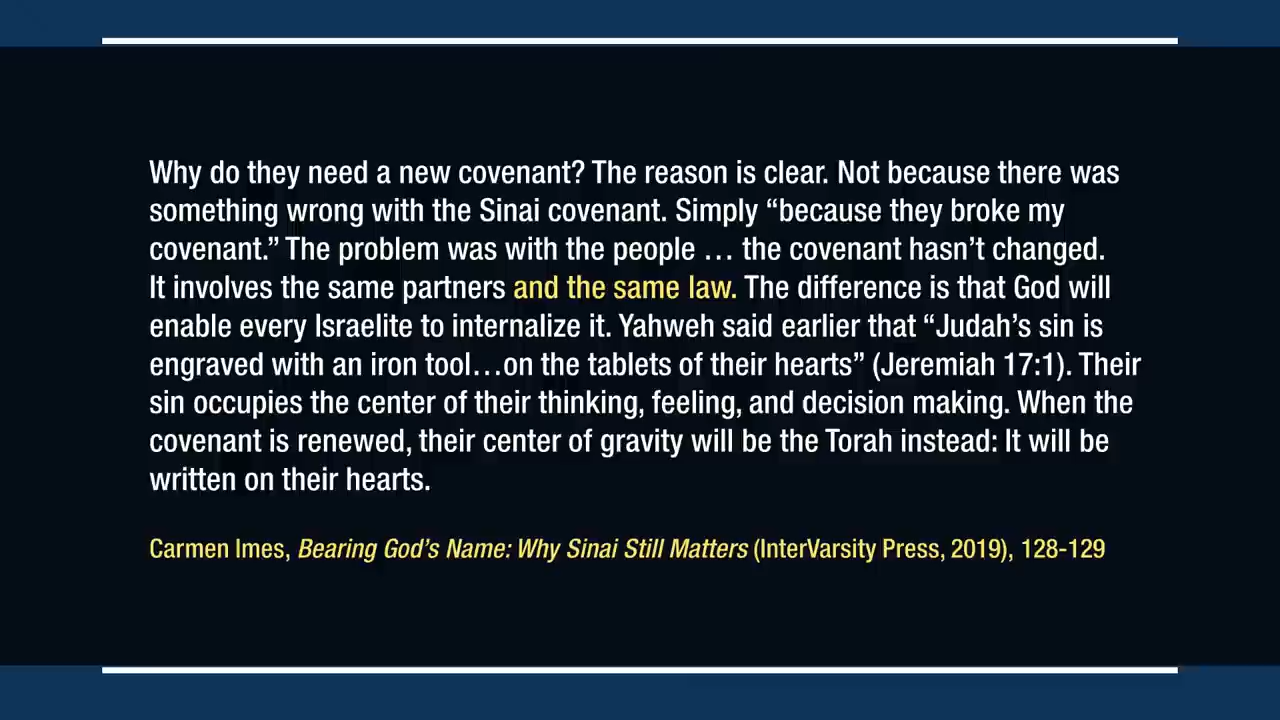 Why do they need a new covenant? The reason is clear. Not because there was
something wrong with the Sinai covenant. Simply “because they broke my
covenant.” The problem was with the people … the covenant hasn’t changed.
It involves the same partners and the same law. The difference is that God will
enable every Israelite to internalize it. Yahweh said earlier that “Judah’s sin is
engraved with an iron tool…on the tablets of their hearts” (Jeremiah 17:1). Their
sin occupies the center of their thinking, feeling, and decision making. When the
covenant is renewed, their center of gravity will be the Torah instead: It will be
written on their hearts.
Carmen Imes, Bearing God’s Name: Why Sinai Still Matters (InterVarsity Press, 2019), 128-129